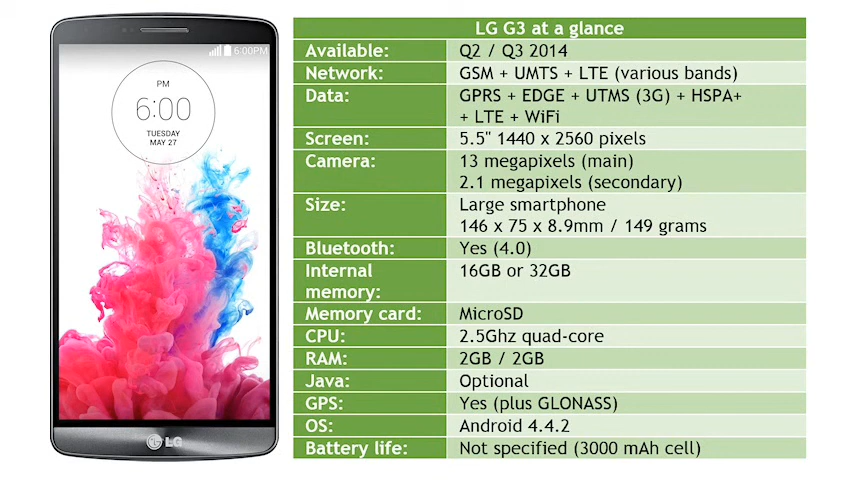 6:00PM
PM
6:00
TUESDAY
MAY 27
LG
LG G3 at a glance
Available: Q2 / Q3 2014
Network: GSM + UMTS + LTE (various bands)
Data: GPRS + EDGE + UTMS (3G) + HSPA+
+ LTE + WiFi
Screen: 5.5" 1440 x 2560 pixels
Camera: 13 megapixels (main)
2.1 megapixels (secondary)
Size: Large smartphone
146 x 75 x 8.9mm / 149 grams
Bluetooth: Yes (4.0)
Internal 16GB or 32GB
memory:
Memory card: MicroSD
CPU: 2.5Ghz quad-core
RAM: 2GB / 2GB
Java: Optional
GPS: Yes (plus GLONASS)
OS: Android 4.4.2
Battery life: Not specified (3000 mAh cell)